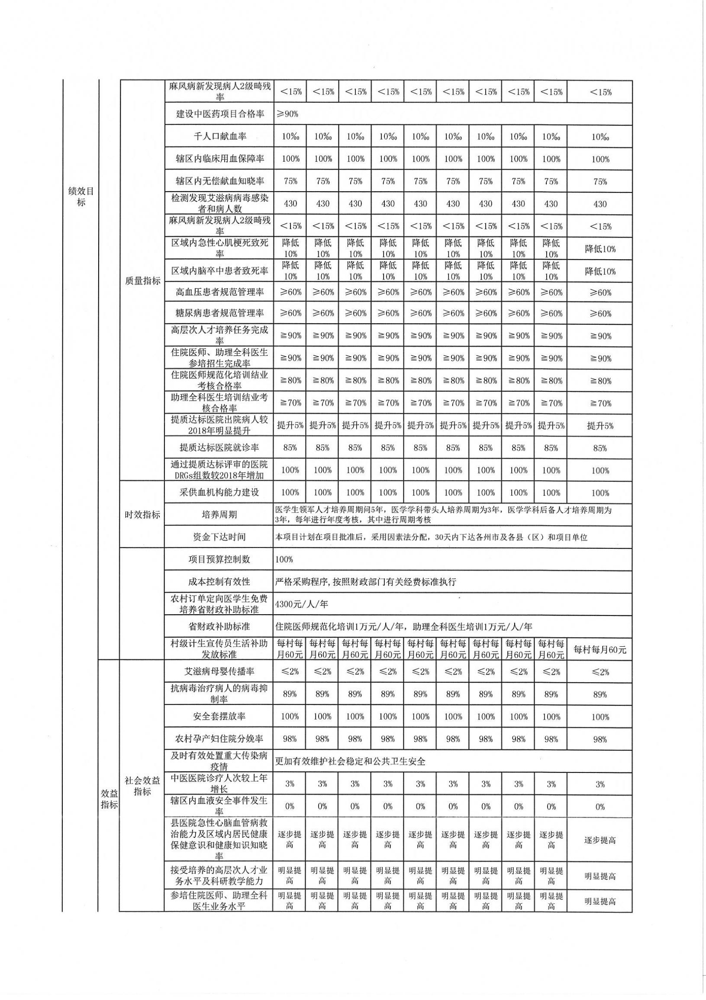 绩效目
标
质量指标
麻风病新发现病人2级畸残
率
＜15% ＜15% ＜15% ＜15% ＜15% ＜15% ＜15% ＜15% ＜15% ＜15%
建设中医药项目合格率 ≥90%
千人口献血率 10‰ 10‰ 10‰ 10‰ 10‰ 10‰ 10‰ 10‰ 10‰ 10‰
辖区内临床用血保障率 100% 100% 100% 100% 100% 100% 100% 100% 100% 100%
辖区内无偿献血知晓率 75% 75% 75% 75% 75% 75% 75% 75% 75% 75%
检测发现艾滋病病毒感染
者和病人数
430 430 430 430 430 430 430 430 430 430
麻风病新发现病人2级畸残
率
＜15% ＜15% ＜15% ＜15% ＜15% ＜15% ＜15% ＜15% ＜15% ＜15%
区域内急性心肌梗死致死
率
降低 降低 降低 降低 降低 降低 降低 降低 降低 降低10%
10% 10% 10% 10% 10% 10% 10% 10% 10%
区域内脑卒中患者致死率
降低 降低 降低 降低 降低 降低 降低 降低 降低 降低10%
10% 10% 10% 10% 10% 10% 10% 10% 10%
高血压患者规范管理率 ≥60% ≥60% ≥60% ≥60% ≥60% ≥60% ≥60% ≥60% ≥60% ≥60%
糖尿病患者规范管理率 ≥60% ≥60% ≥60% ≥60% ≥60% ≥60% ≥60% ≥60% ≥60% ≥60%
高层次人才培养任务完成
率
≧90% ≧90% ≧90% ≧90% ≧90% ≧90% ≧90% ≧90% ≧90% ≧90%
住院医师、助理全科医生
参培招生完成率
≧90% ≧90% ≧90% ≧90% ≧90% ≧90% ≧90% ≧90% ≧90% ≧90%
住院医师规范化培训结业
考核合格率
≧80% ≧80% ≧80% ≧80% ≧80% ≧80% ≧80% ≧80% ≧80% ≧80%
助理全科医生培训结业考
核合格率
≧70% ≧70% ≧70% ≧70% ≧70% ≧70% ≧70% ≧70% ≧70% ≧70%
提质达标医院出院病人较
2018年明显提升
提升5% 提升5% 提升5% 提升5% 提升5% 提升5% 提升5% 提升5% 提升5% 提升5%
提质达标医院就诊率 85% 85% 85% 85% 85% 85% 85% 85% 85% 85%
通过提质达标评审的医院
DRGs组数较2018年增加
100% 100% 100% 100% 100% 100% 100% 100% 100% 100%
时效指标
采供血机构能力建设 100% 100% 100% 100% 100% 100% 100% 100% 100% 100%
培养周期
医学生领军人才培养周期问5年，医学学科带头人培养周期为3年，医学学科后备人才培养周期为
3年，每年进行年度考核，其中进行周期考核
资金下达时间 本项目计划在项目批准后，采用因素法分配，30天内下达各州市及各县（区）和项目单位
项目预算控制数 100%
成本控制有效性 严格采购程序,按照财政部门有关经费标准执行
农村订单定向医学生免费
培养省财政补助标准
4300元/人/年
省财政补助标准 住院医师规范化培训1万元/人/年，助理全科医生培训1万元/人/年
村级计生宣传员生活补助
发放标准
每村每 每村每 每村每 每村每 每村每 每村每 每村每 每村每 每村每 每村每月60元
月60元 月60元 月60元 月60元 月60元 月60元 月60元 月60元 月60元
效益
指标
社会效益
指标
艾滋病母婴传播率 ≤2% ≤2% ≤2% ≤2% ≤2% ≤2% ≤2% ≤2% ≤2% ≤2%
抗病毒治疗病人的病毒抑
制率
89% 89% 89% 89% 89% 89% 89% 89% 89% 89%
安全套摆放率 100% 100% 100% 100% 100% 100% 100% 100% 100% 100%
农村孕产妇住院分娩率 98% 98% 98% 98% 98% 98% 98% 98% 98% 98%
及时有效处置重大传染病
疫情
更加有效维护社会稳定和公共卫生安全
中医医院诊疗人次较上年
增长
3% 3% 3% 3% 3% 3% 3% 3% 3% 3%
辖区内血液安全事件发生
率
0% 0% 0% 0% 0% 0% 0% 0% 0% 0%
县医院急性心脑血管病救
治能力及区域内居民健康
保健意识和健康知识知晓
率
逐步提 逐步提 逐步提 逐步提 逐步提 逐步提 逐步提 逐步提 逐步提 逐步提高
高 高 高 高 高 高 高 高 高
接受培养的高层次人才业
务水平及科研教学能力
明显提 明显提 明显提 明显提 明显提 明显提 明显提 明显提 明显提 明显提高
高 高 高 高 高 高 高 高 高
参培住院医师、助理全科
医生业务水平
明显提 明显提 明显提 明显提 明显提 明显提 明显提 明显提 明显提 明显提高
高 高 高 高 高 高 高 高 高